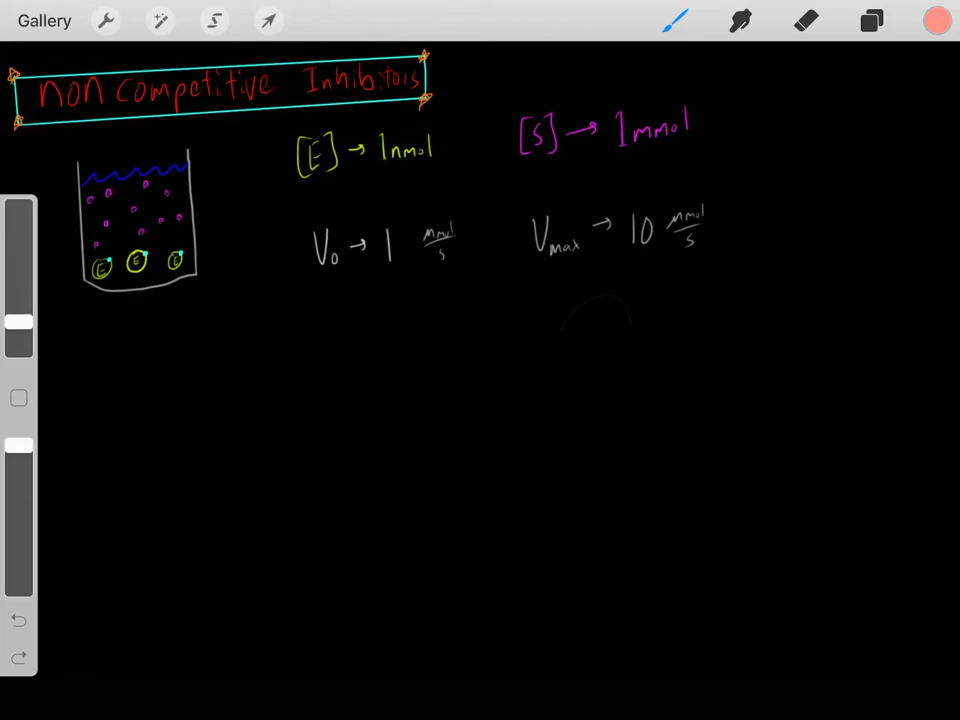 Gallery
Non competitive Inhibitors
[E] → 1nmol
[S] → 1mmol
V0 → 1 mmol/s
Vmax → 10 mmol/s
E E E